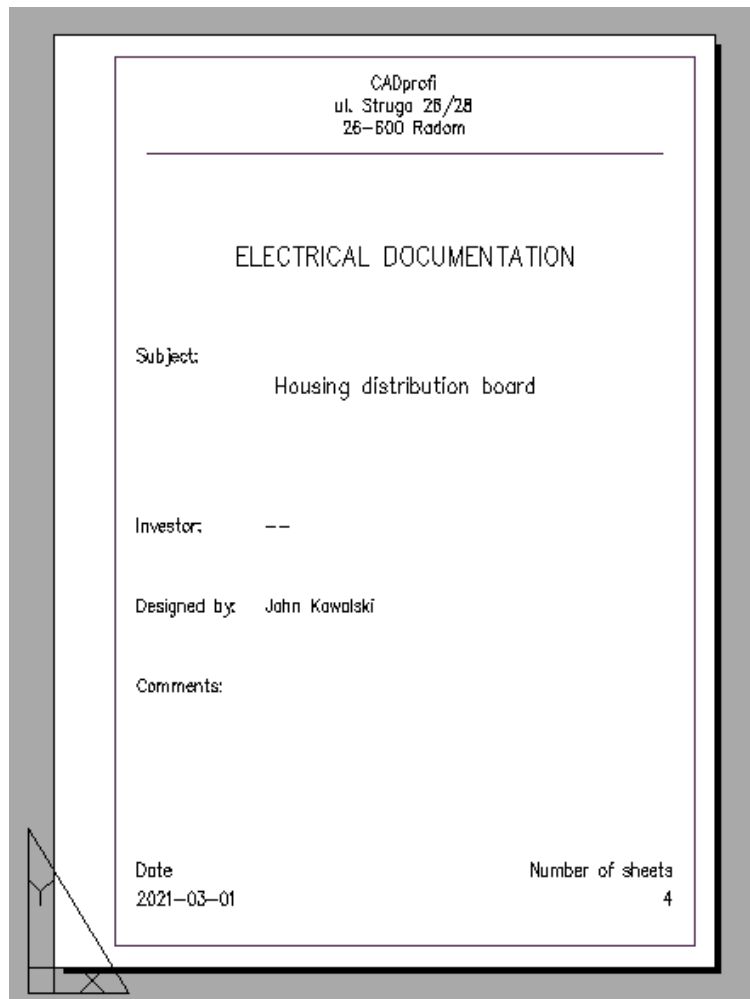 CADprofi
ul. Struga 26/28
26-600 Radom
ELECTRICAL DOCUMENTATION
Subject:
Housing distribution board
Investor: --
Designed by: John Kowalski
Comments:
Date Number of sheets
2021-03-01 4
Y
X